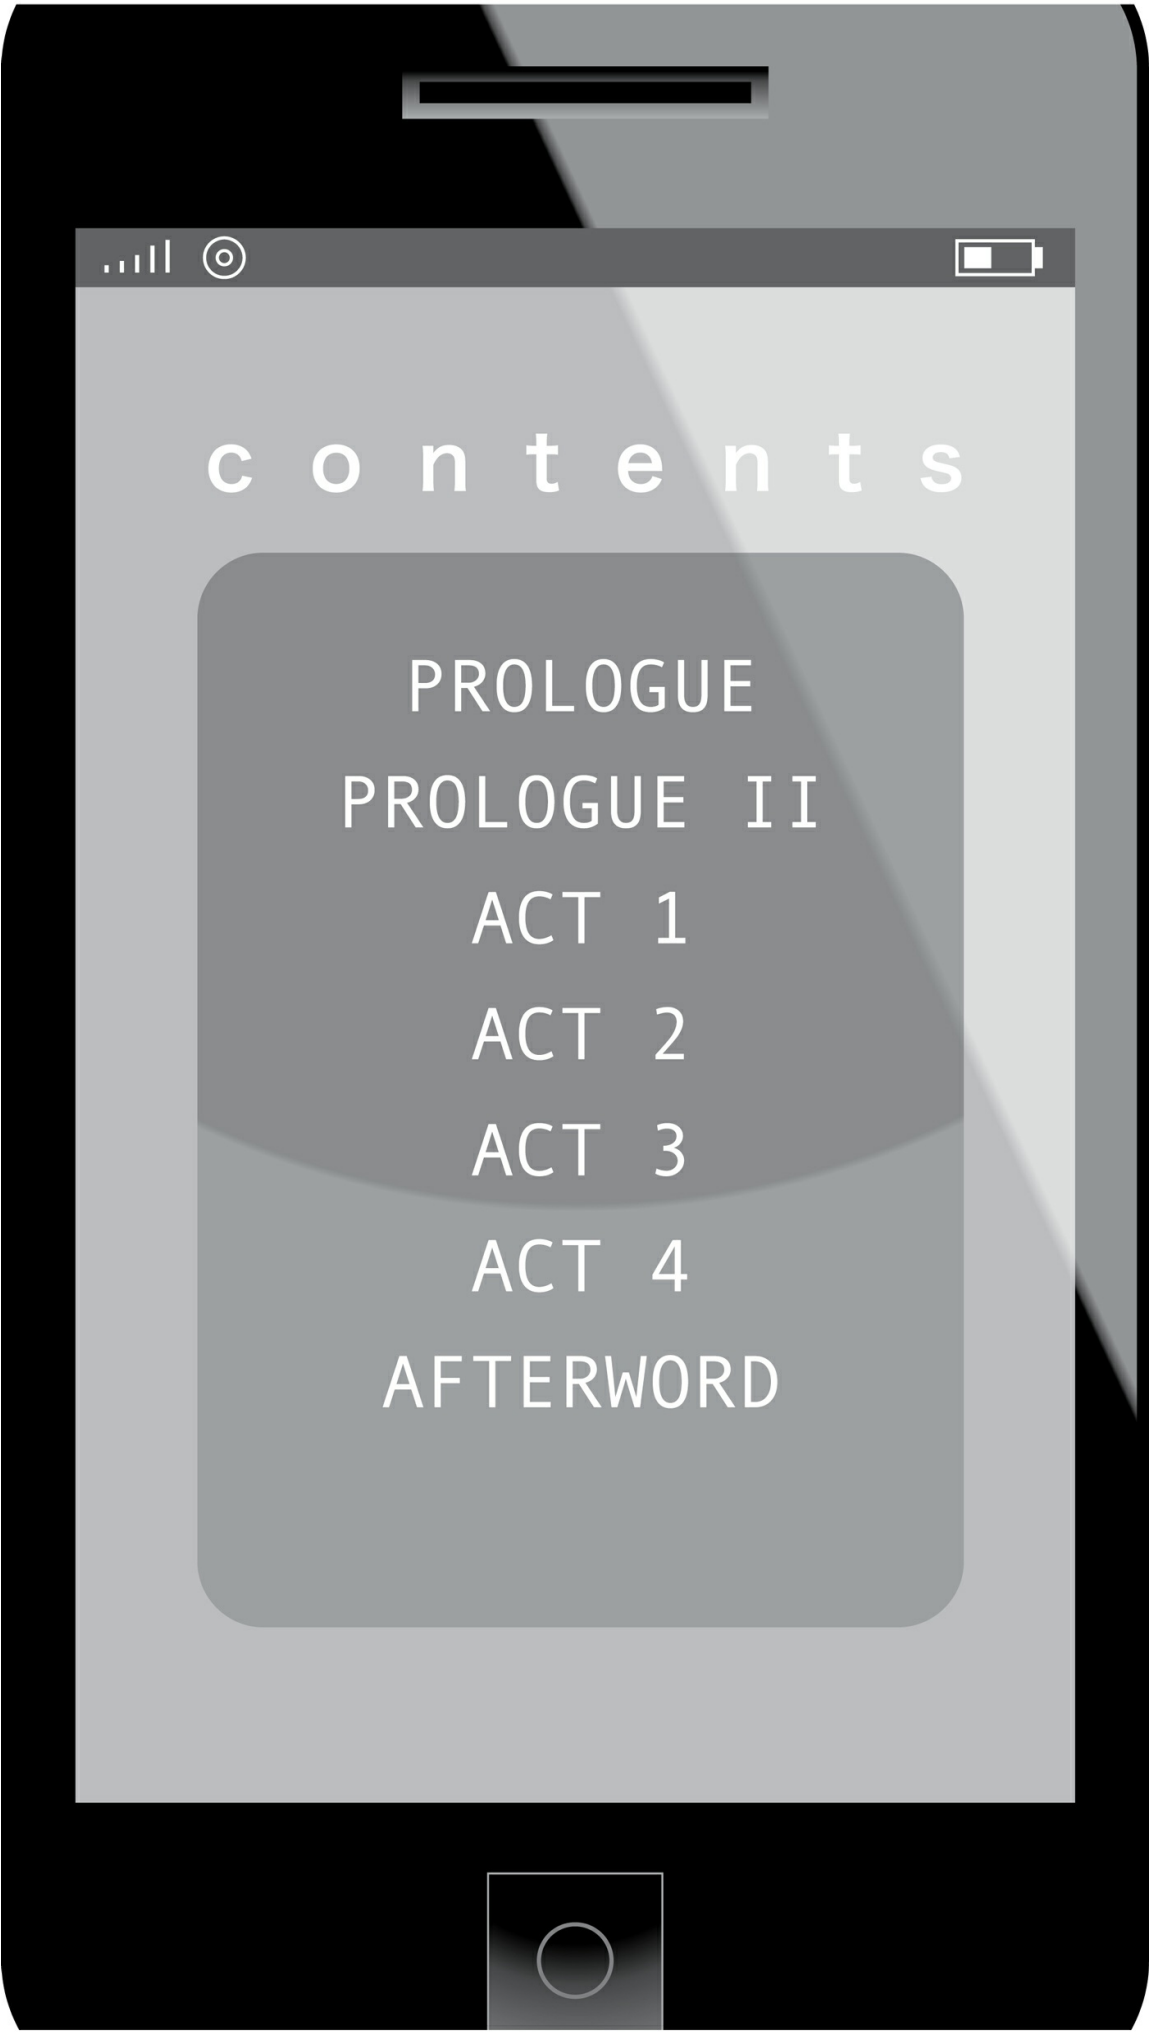 contents
PROLOGUE
PROLOGUE II
ACT 1
ACT 2
ACT 3
ACT 4
AFTERWORD